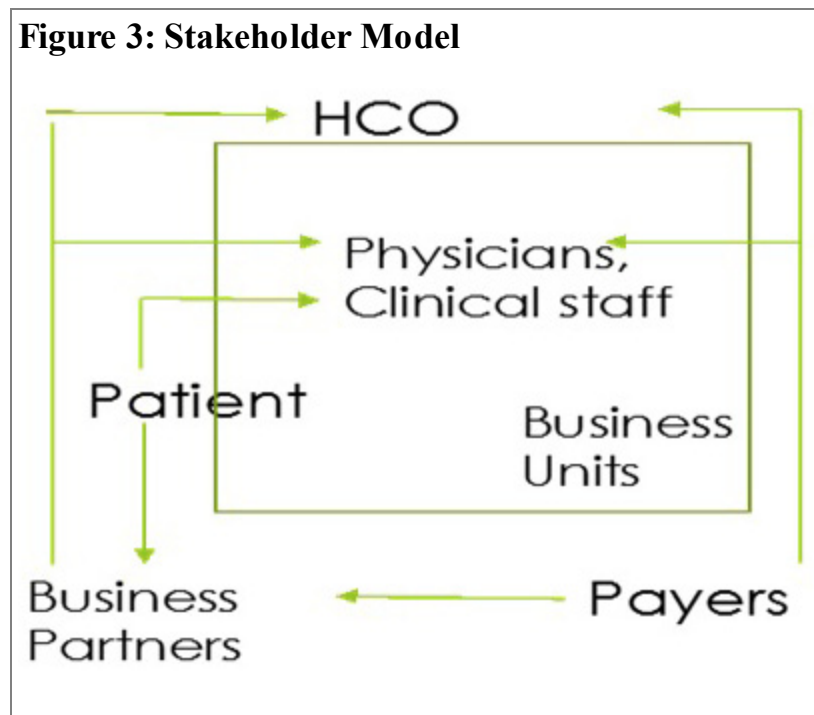 Figure 3: Stakeholder Model
HCO
Physicians,
Clinical staff
Patient
Business
Units
Business
Partners
Payers